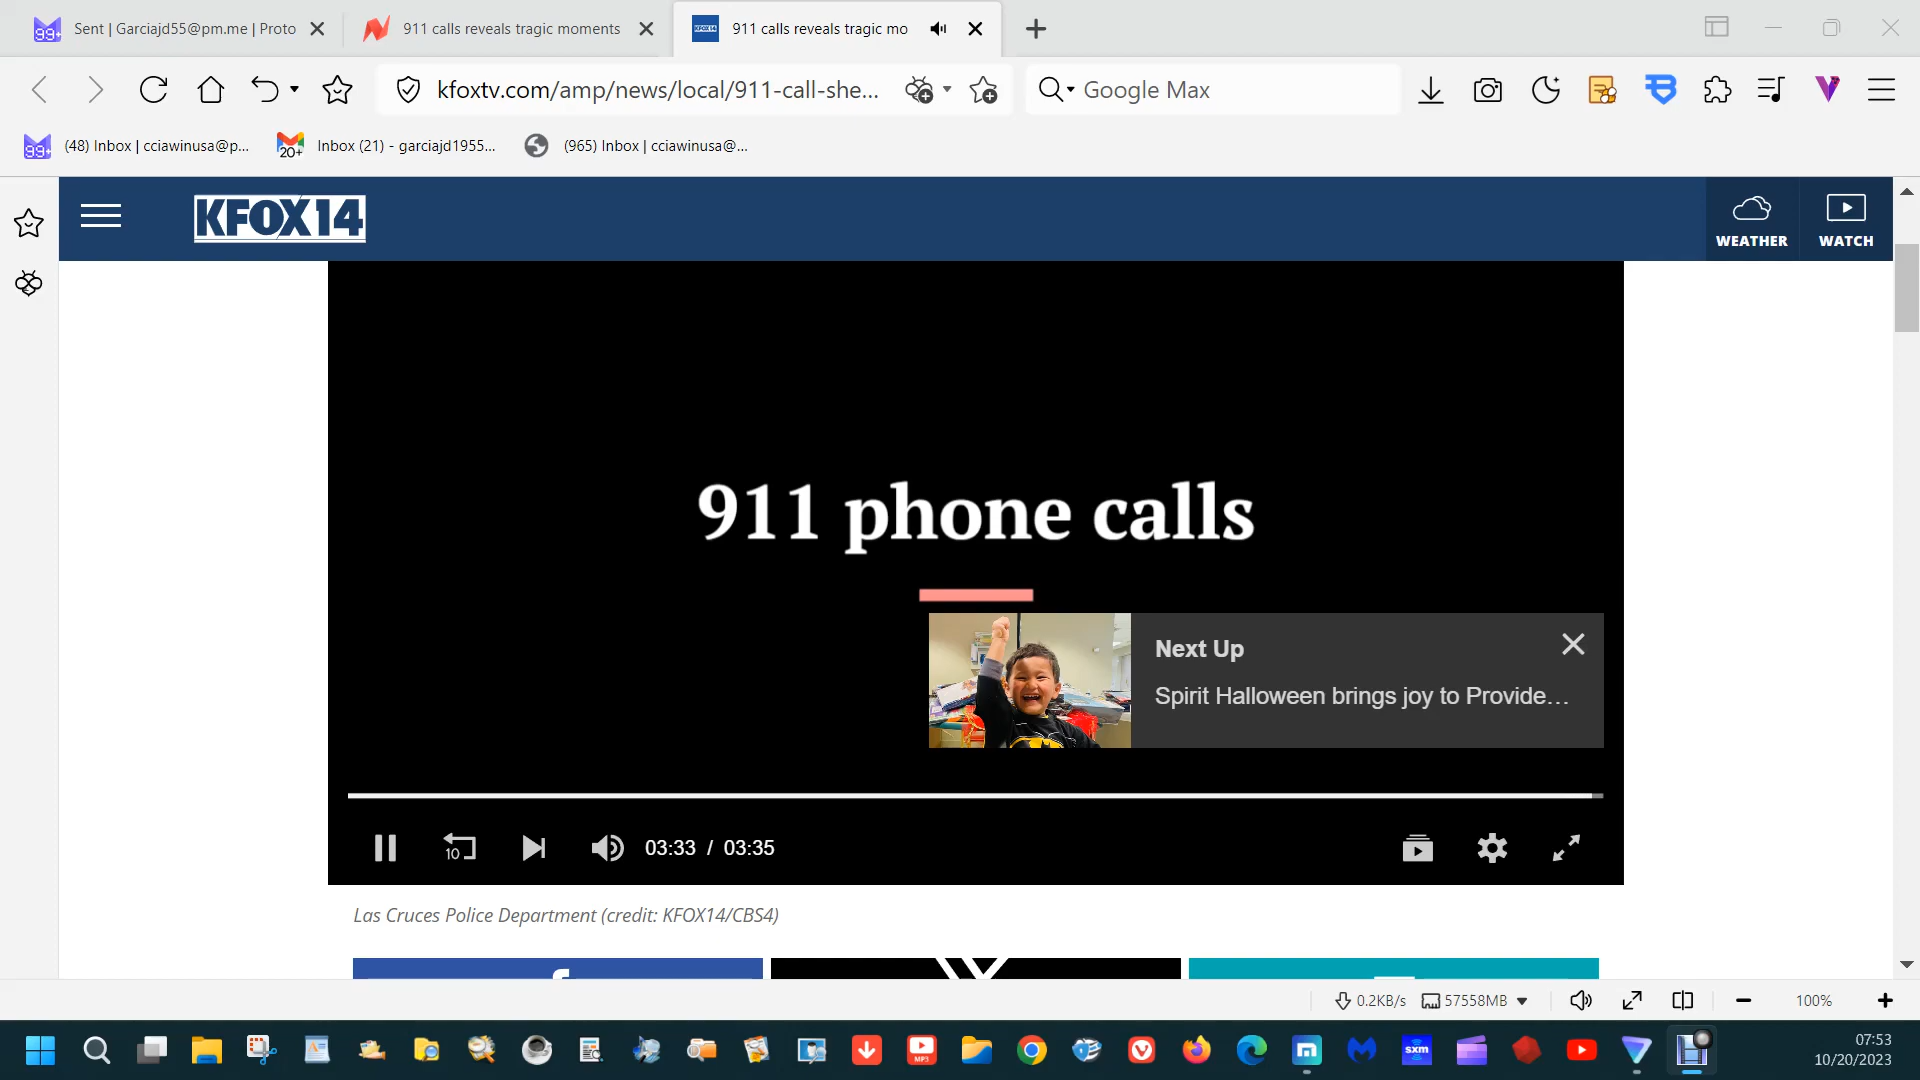 Sent | Garciajd55@pm.me | Proto
911 calls reveals tragic moments
911 calls reveals tragic mo
kfoxtv.com/amp/news/local/911-call-she...
Google Max
(48) Inbox | cciawinusa@p...
Inbox (21) - garciajd1955...
(965) Inbox | cciawinusa@...
KFOX14
WEATHER
WATCH
911 phone calls
Next Up
Spirit Halloween brings joy to Provide...
10
03:33 / 03:35
Las Cruces Police Department (credit: KFOX14/CBS4)
0.2KB/s
57558MB
100%
MP3
sxm
07:53
10/20/2023